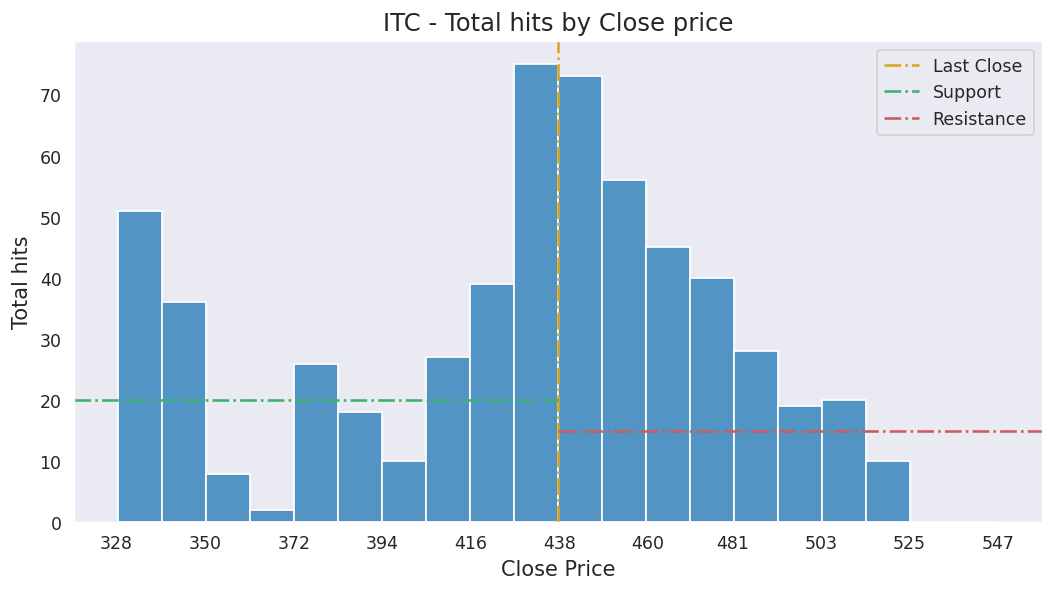 ITC - Total hits by Close price
Last Close
Support
Resistance
Total hits
70
60
50
40
30
20
10
0
328 350 372 394 416 438 460 481 503 525 547
Close Price